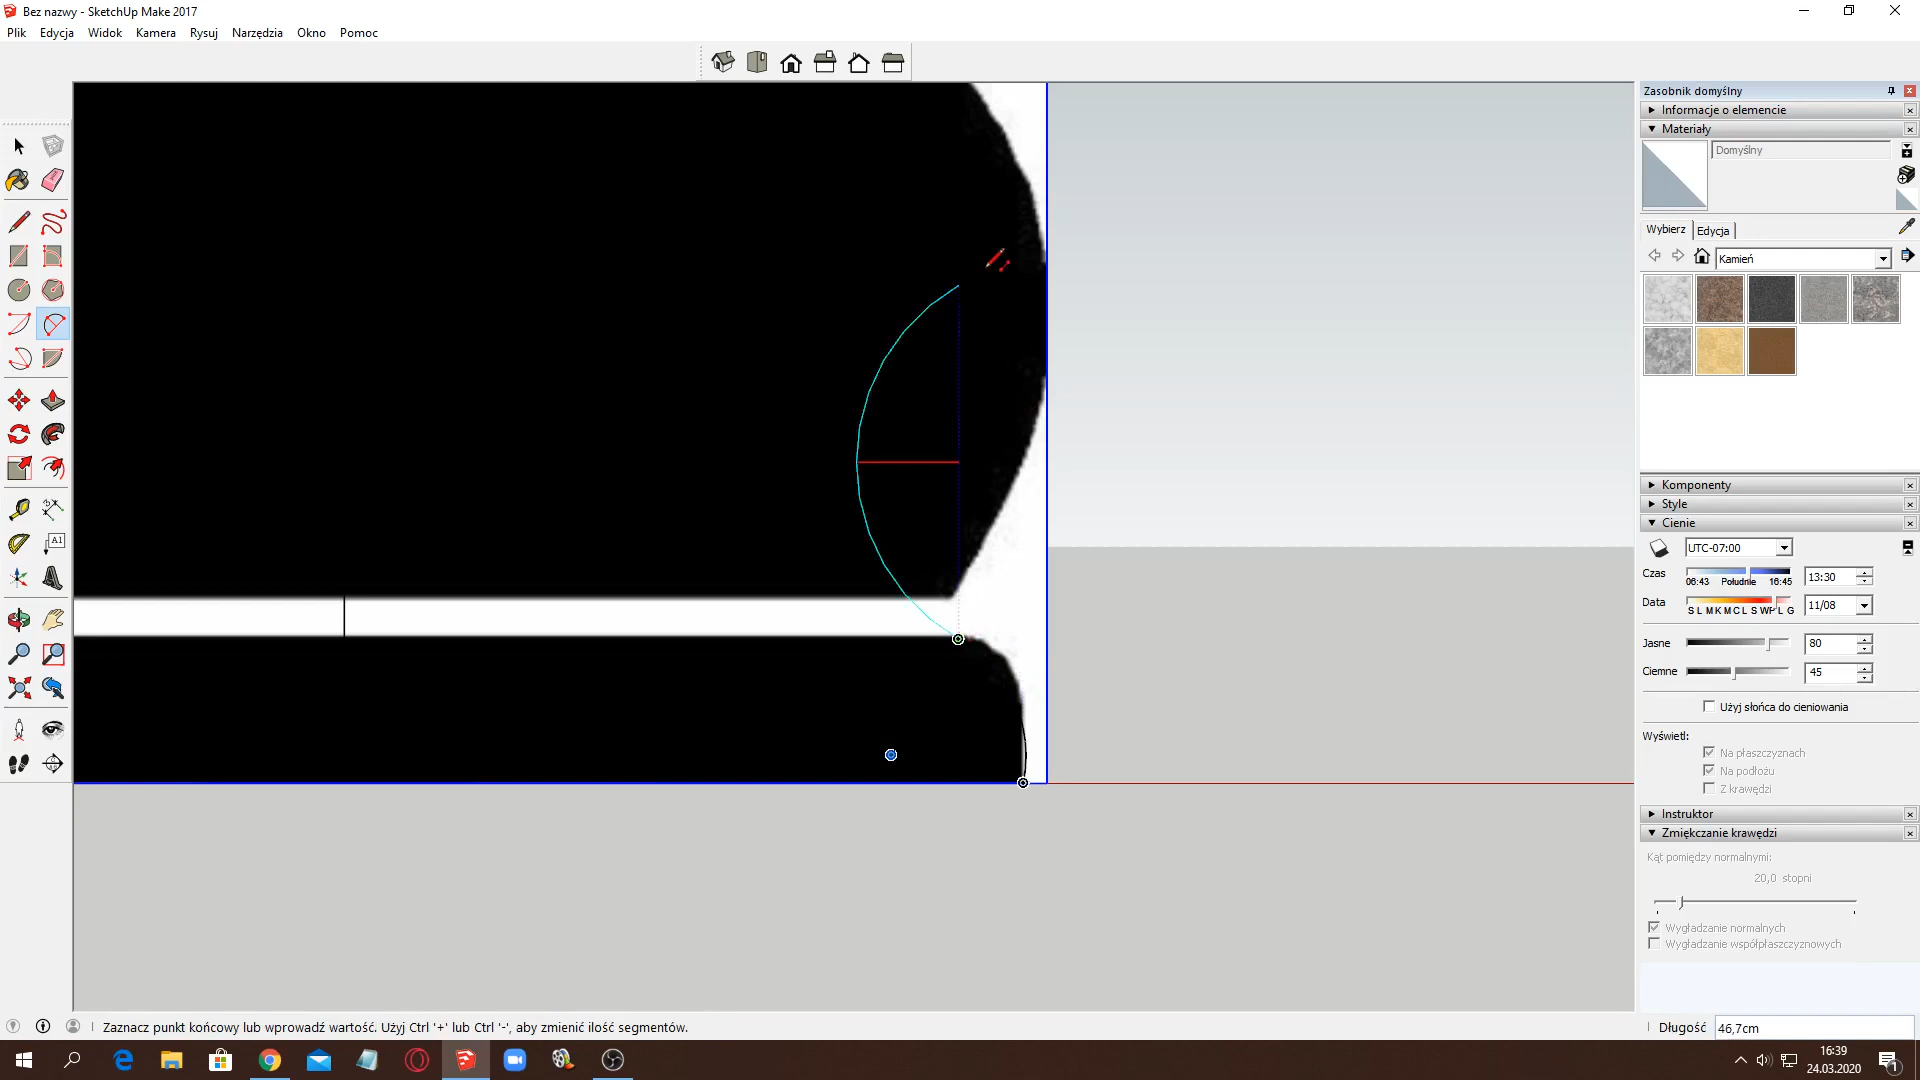 Bez nazwy - SketchUp Make 2017
Plik Edycja Widok Kamera Rysuj Narzędzia Okno Pomoc
Zasobnik domyślny
Informacje o elemencie
Materiały
Domyślny
Wybierz Edycja
Kamień
Komponenty
Style
Cienie
UTC-07:00
Czas
06:43 Południe 16:45
13:30
Data
11/08
Jasne
80
Ciemne
45
Użyj słońca do cieniowania
Wyświetl:
Na płaszczyznach
Na podłożu
Z krawędzi
Instruktor
Zmiękczanie krawędzi
Kąt pomiędzy normalnymi:
20,0 stopni
Wygładzanie normalnych
Wygładzanie współpłaszczyznowych
A1
Zaznacz punkt końcowy lub wprowadź wartość. Użyj Ctrl '+' lub Ctrl '-', aby zmienić ilość segmentów.
Długość 46,7cm
16:39
24.03.2020
1